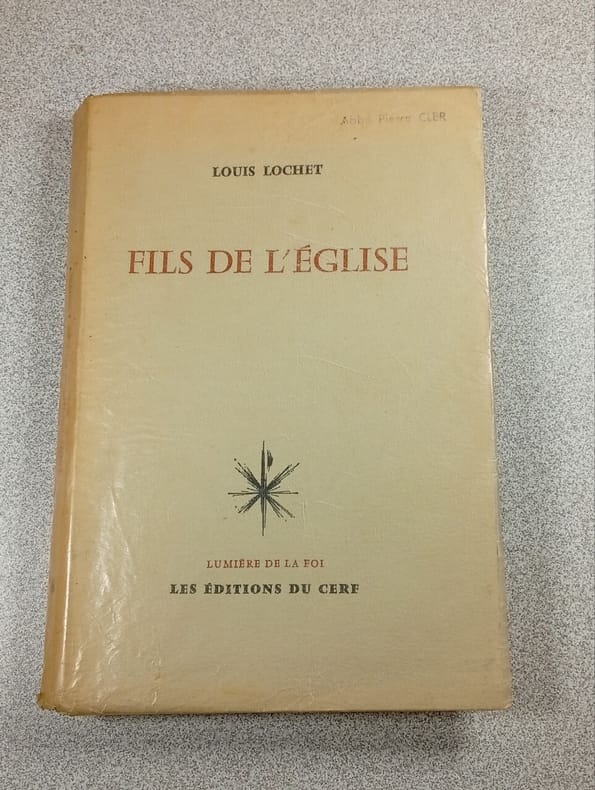 Abbé Pierre CLER
LOUIS LOCHET
FILS DE L'ÉGLISE
LUMIÈRE DE LA FOI
LES ÉDITIONS DU CERF